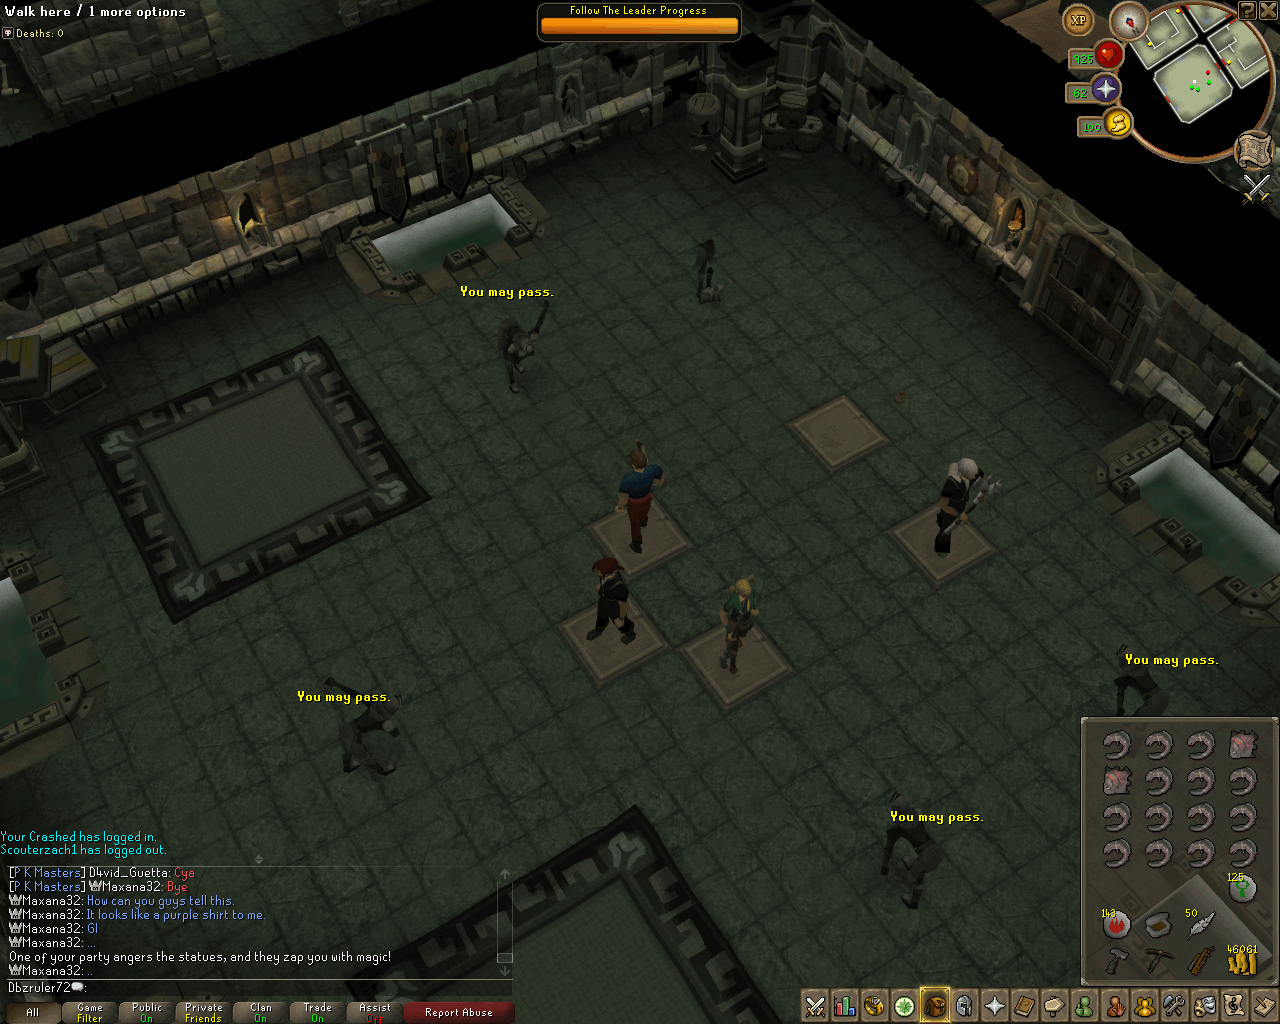 Walk here / 1 more options
Deaths: 0
Follow The Leader Progress
XP
925
62
100
You may pass.
You may pass.
You may pass.
You may pass.
Your Crashed has logged in.
Scouterzach1 has logged out.
[P K Masters] D4vid_Guetta: Cya
[P K Masters] Maxana32: Bye
Maxana32: How can you guys tell this.
Maxana32: It looks like a purple shirt to me.
Maxana32: Gl
Maxana32: ...
One of your party angers the statues, and they zap you with magic!
Maxana32: ..
Dbzruler72:
125
143
50
46061
All
Game
Filter
Public
On
Private
Friends
Clan
On
Trade
On
Assist
Off
Report Abuse